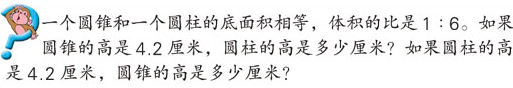 一个圆锥和一个圆柱的底面积相等，体积的比是1：6。如果
圆锥的高是4.2厘米，圆柱的高是多少厘米？如果圆柱的高
是4.2厘米，圆锥的高是多少厘米？